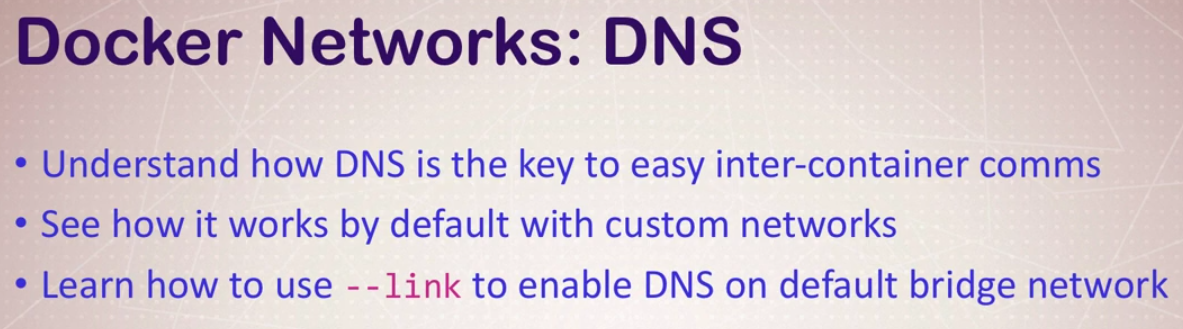 Docker Networks: DNS
• Understand how DNS is the key to easy inter-container comms
• See how it works by default with custom networks
• Learn how to use --link to enable DNS on default bridge network